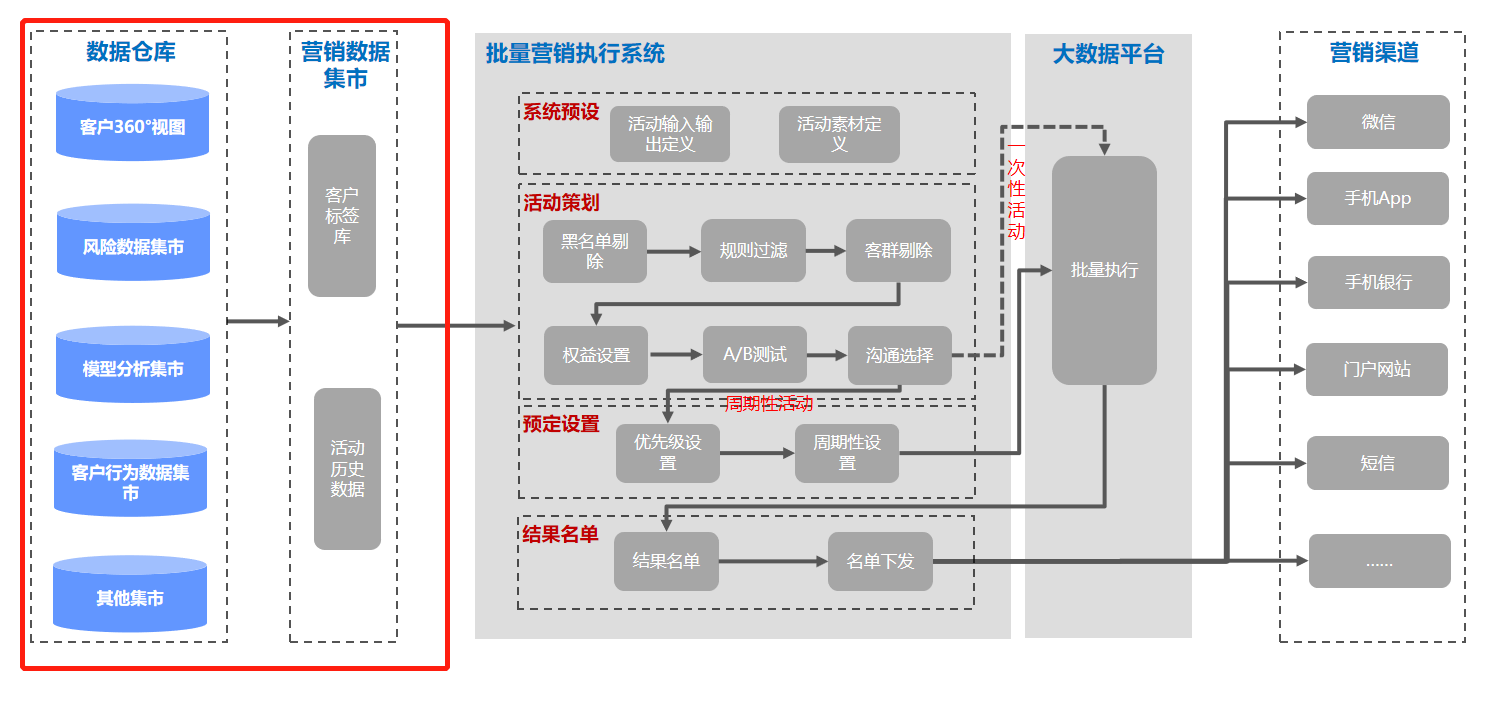 数据仓库
客户360°视图
风险数据集市
模型分析集市
客户行为数据集
市
其他集市
营销数据
集市
客户
标签
库
活动
历史
数据
批量营销执行系统
系统预设
活动输入输
出定义
活动素材定
义
活动策划
黑名单剔
除
规则过滤
客群剔除
权益设置
A/B测试
沟通选择
一次性活动
周期性活动
预定设置
优先级设
置
周期性设
置
结果名单
结果名单
名单下发
大数据平台
批量执行
营销渠道
微信
手机App
手机银行
门户网站
短信
......